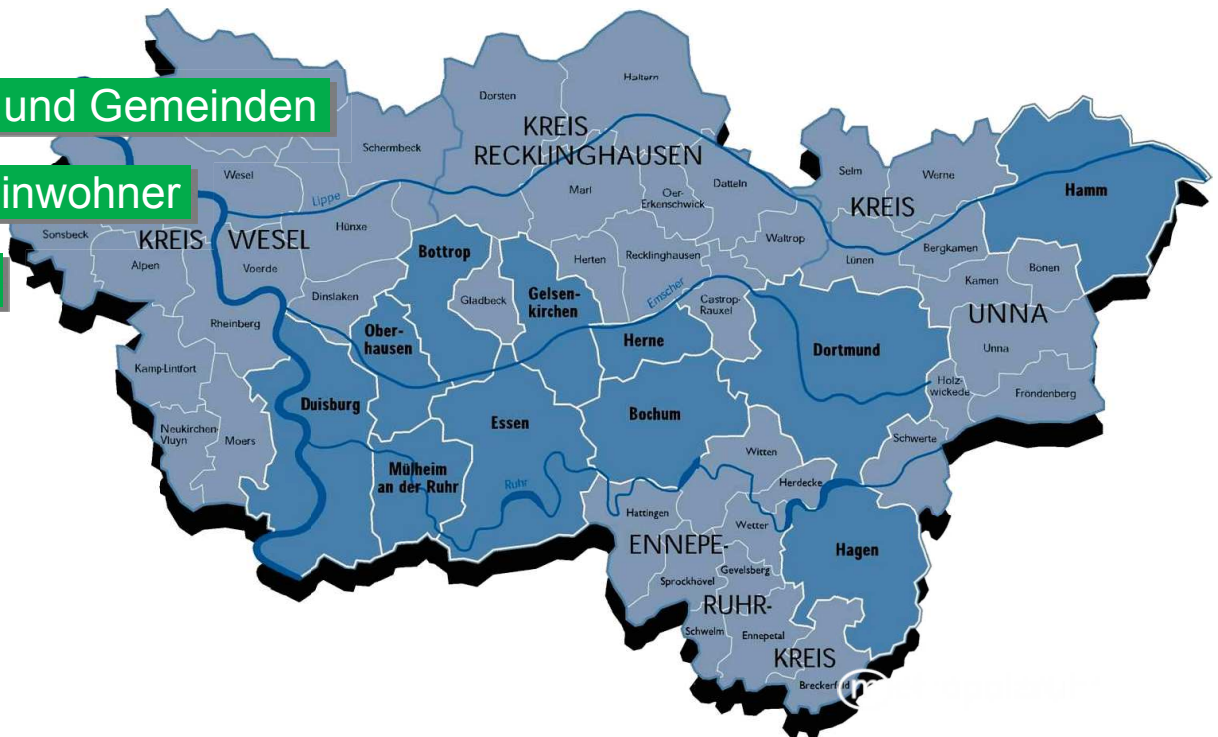 und Gemeinden
inwohner
Haltern
Dorsten
KREIS
RECKLINGHAUSEN
Schermbeck
Wesel
Lippe
Marl
Oer-
Erkenschwick
Datteln
Selm
Werne
Hamm
KREIS
Sonsbeck
KREIS WESEL
Hünxe
Alpen
Voerde
Bottrop
Herten
Recklinghausen
Waltrop
Lünen
Bergkamen
Bönen
Kamen
Dinslaken
Gladbeck
Gelsen-
kirchen
Emscher
Castrop-
Rauxel
UNNA
Rheinberg
Ober-
hausen
Herne
Dortmund
Unna
Kamp-Lintfort
Holz-
wickede
Fröndenberg
Duisburg
Essen
Bochum
Neukirchen-
Vluyn
Moers
Schwerte
Witten
Mülheim
an der Ruhr
Ruhr
Herdecke
Hattingen
Wetter
ENNEPE-
Hagen
Gevelsberg
Sprockhövel
RUHR-
Schwelm
Ennepetal
KREIS
Breckerfeld